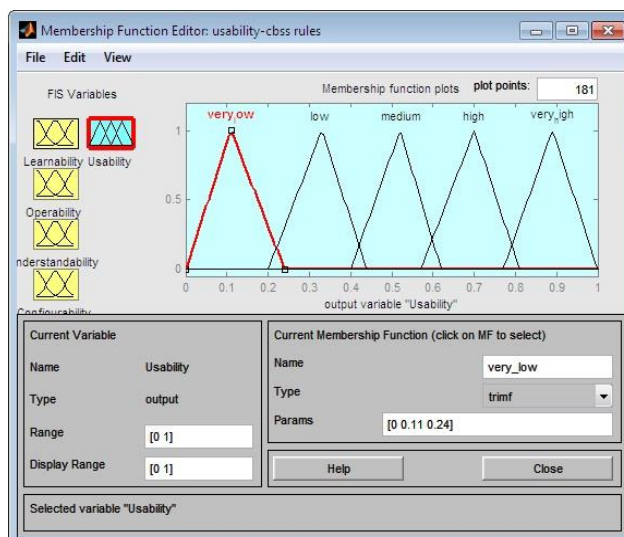 Membership Function Editor: usability-cbss rules
File Edit View
FIS Variables
Membership function plots plot points: 181
very_low low medium high very_high
Learnability Usability
Operability
nderstandability
Configurability
1
0.5
0
0 0.1 0.2 0.3 0.4 0.5 0.6 0.7 0.8 0.9 1
output variable "Usability"
Current Variable
Name Usability
Type output
Range [0 1]
Display Range [0 1]
Current Membership Function (click on MF to select)
Name very_low
Type trimf
Params [0 0.11 0.24]
Help Close
Selected variable "Usability"